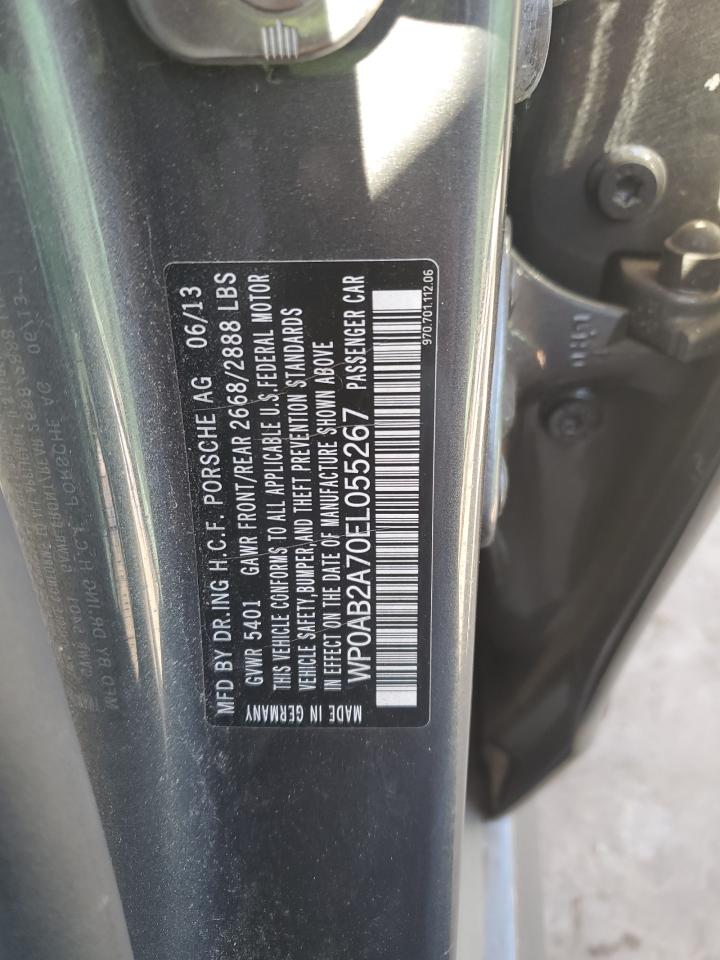 MFD BY DR.ING H.C.F. PORSCHE AG 06/13
GVWR 5401 GAWR FRONT/REAR 2668/2888 LBS
THIS VEHICLE CONFORMS TO ALL APPLICABLE U.S.FEDERAL MOTOR
VEHICLE SAFETY,BUMPER,AND THEFT PREVENTION STANDARDS
IN EFFECT ON THE DATE OF MANUFACTURE SHOWN ABOVE
WP0AB2A70EL055267 PASSENGER CAR
MADE IN GERMANY
970.701.112.06